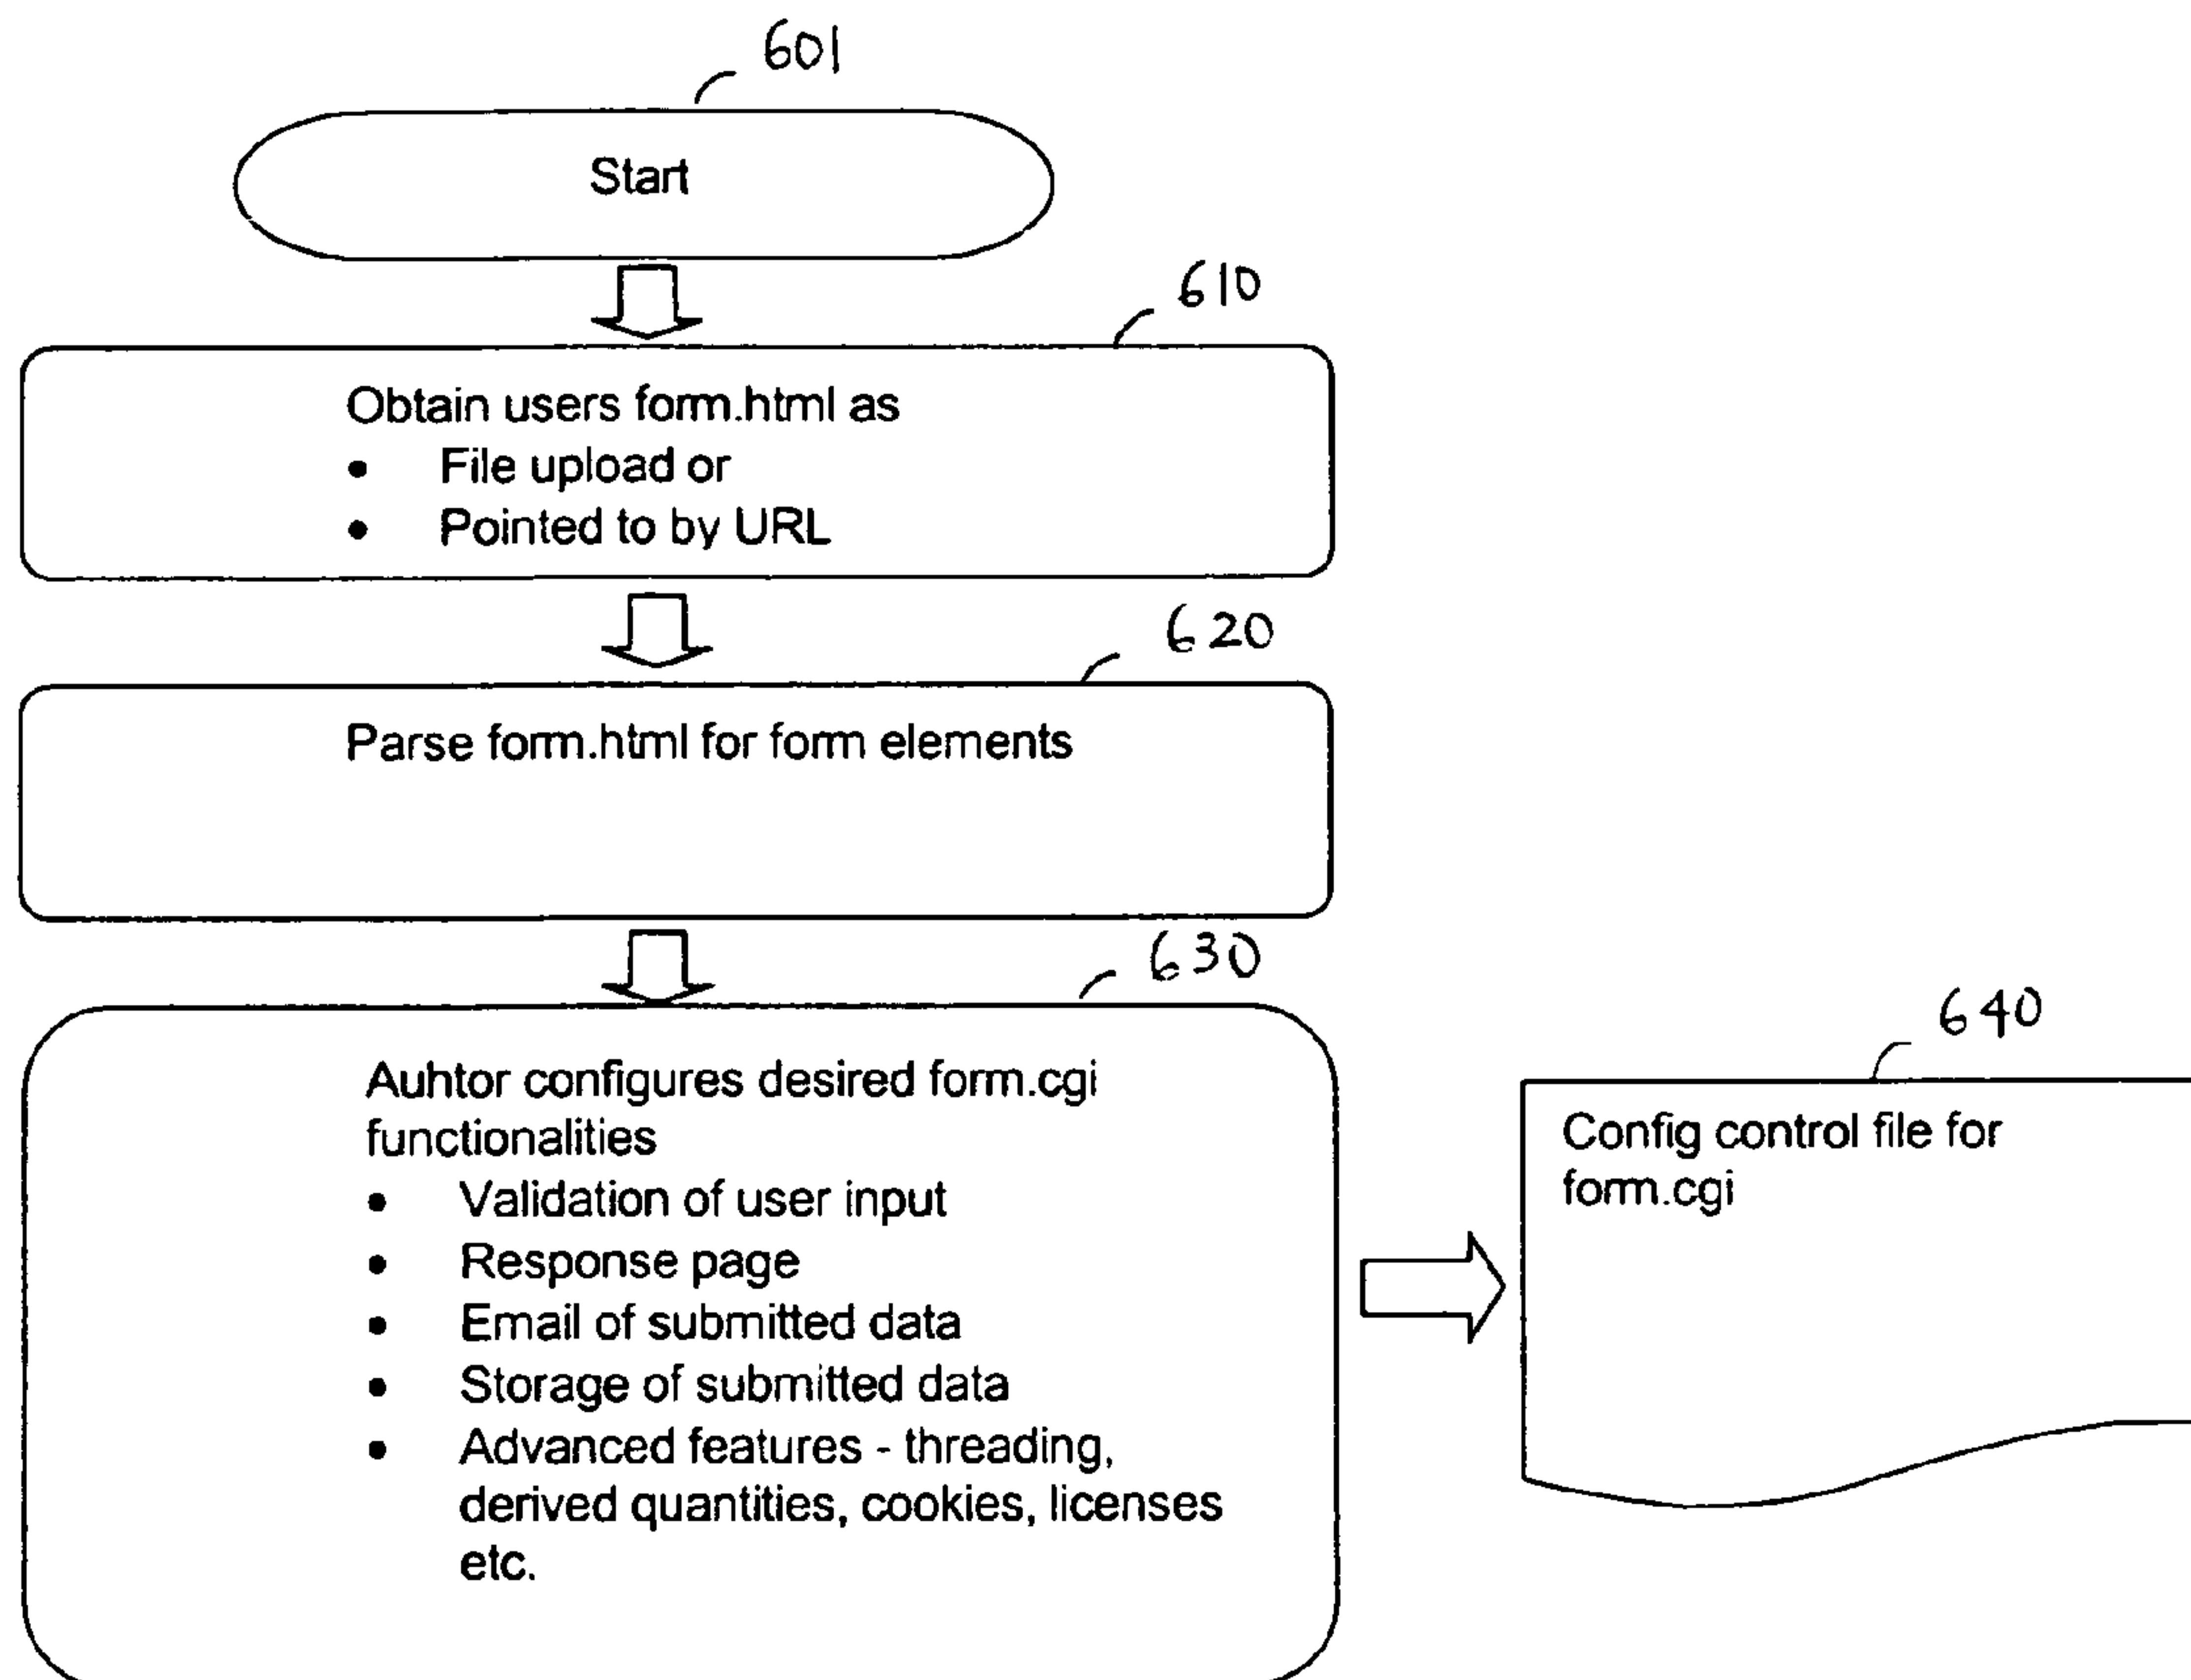 601
Start
610
Obtain users form.html as
• File upload or
• Pointed to by URL
620
Parse form.html for form elements
630
Auhtor configures desired form.cgi
functionalities
• Validation of user input
• Response page
• Email of submitted data
• Storage of submitted data
• Advanced features - threading,
derived quantities, cookies, licenses
etc.
640
Config control file for
form.cgi